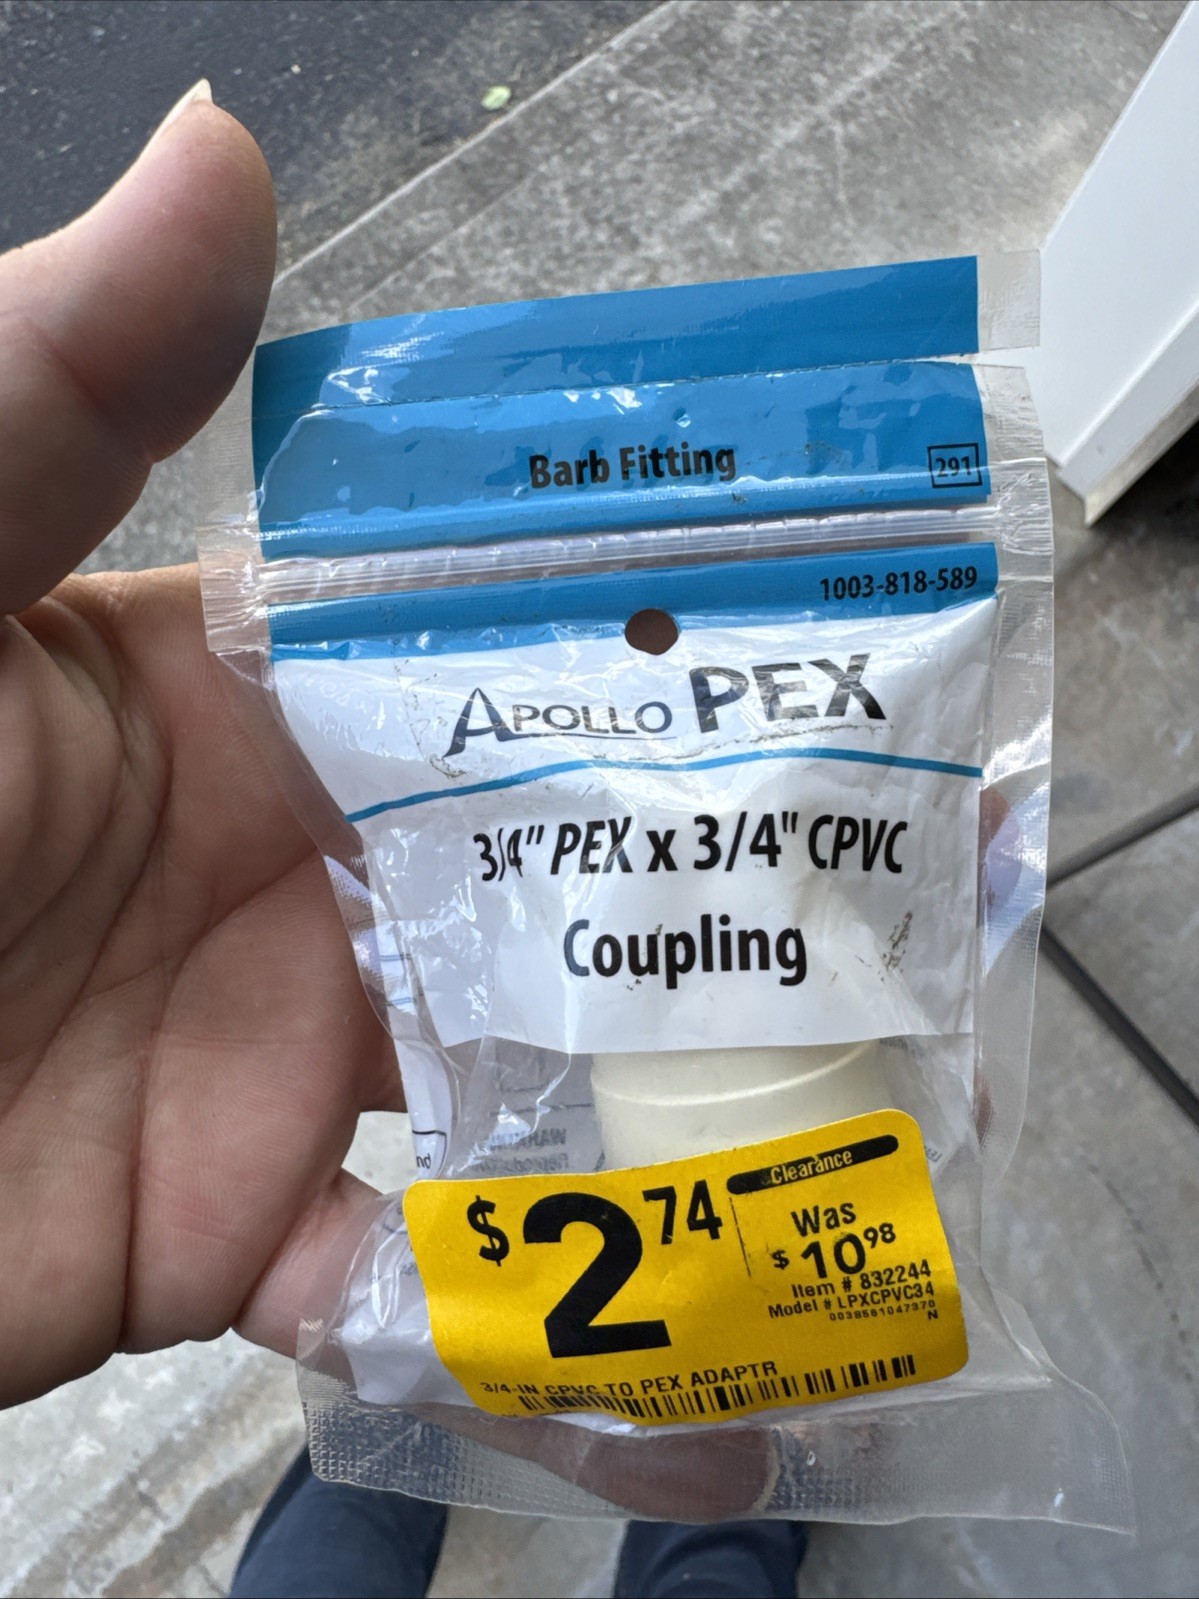 Barb Fitting
291
1003-818-589
APOLLO PEX
3/4" PEX x 3/4" CPVC
Coupling
$2 74
Clearance
Was
$10 98
Item # 832244
Model # LPXCPVC34
0038561047370
N
3/4-IN CPVC TO PEX ADAPTR